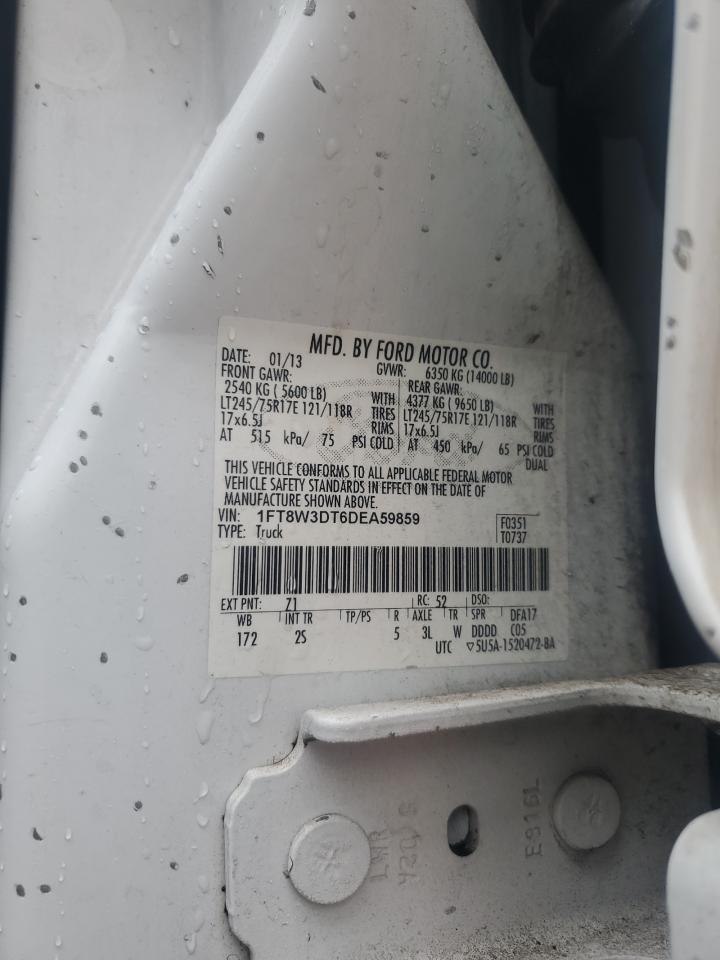 MFD. BY FORD MOTOR CO.
DATE: 01/13 GVWR: 6350 KG (14000 LB)
FRONT GAWR: REAR GAWR:
2540 KG ( 5600 LB) WITH 4377 KG ( 9650 LB) WITH
LT245/75R17E 121/118R TIRES LT245/75R17E 121/118R TIRES
17x6.5J RIMS 17x6.5J RIMS
AT 515 kPa/ 75 PSI COLD AT 450 kPa/ 65 PSI COLD
DUAL
THIS VEHICLE CONFORMS TO ALL APPLICABLE FEDERAL MOTOR
VEHICLE SAFETY STANDARDS IN EFFECT ON THE DATE OF
MANUFACTURE SHOWN ABOVE.
VIN: 1FT8W3DT6DEA59859 F0351
TYPE: Truck T0737
EXT PNT: Z1 RC: 52 DSO:
WB INT TR TP/PS R AXLE TR SPR DFA17
172 2S 5 3L W DDDD C05
UTC ▽5U5A-1520472-BA
LWR
E816L